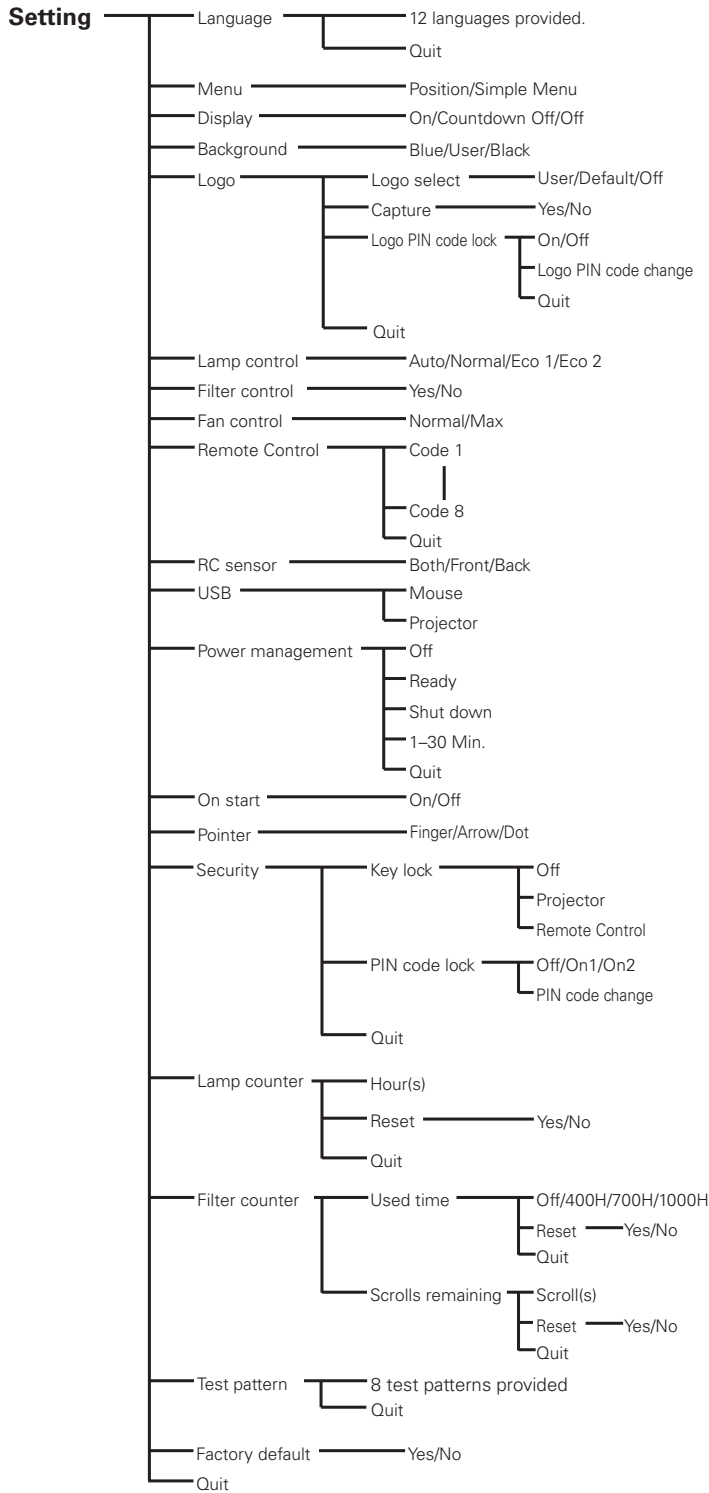 Setting Language 12 languages provided.
Quit
Menu Position/Simple Menu
Display On/Countdown Off/Off
Background Blue/User/Black
Logo Logo select User/Default/Off
Capture Yes/No
Logo PIN code lock On/Off
Logo PIN code change
Quit
Quit
Lamp control Auto/Normal/Eco 1/Eco 2
Filter control Yes/No
Fan control Normal/Max
Remote Control Code 1
Code 8
Quit
RC sensor Both/Front/Back
USB Mouse
Projector
Power management Off
Ready
Shut down
1–30 Min.
Quit
On start On/Off
Pointer Finger/Arrow/Dot
Security Key lock Off
Projector
Remote Control
PIN code lock Off/On1/On2
PIN code change
Quit
Lamp counter Hour(s)
Reset Yes/No
Quit
Filter counter Used time Off/400H/700H/1000H
Reset Yes/No
Quit
Scrolls remaining Scroll(s)
Reset Yes/No
Quit
Test pattern 8 test patterns provided
Quit
Factory default Yes/No
Quit